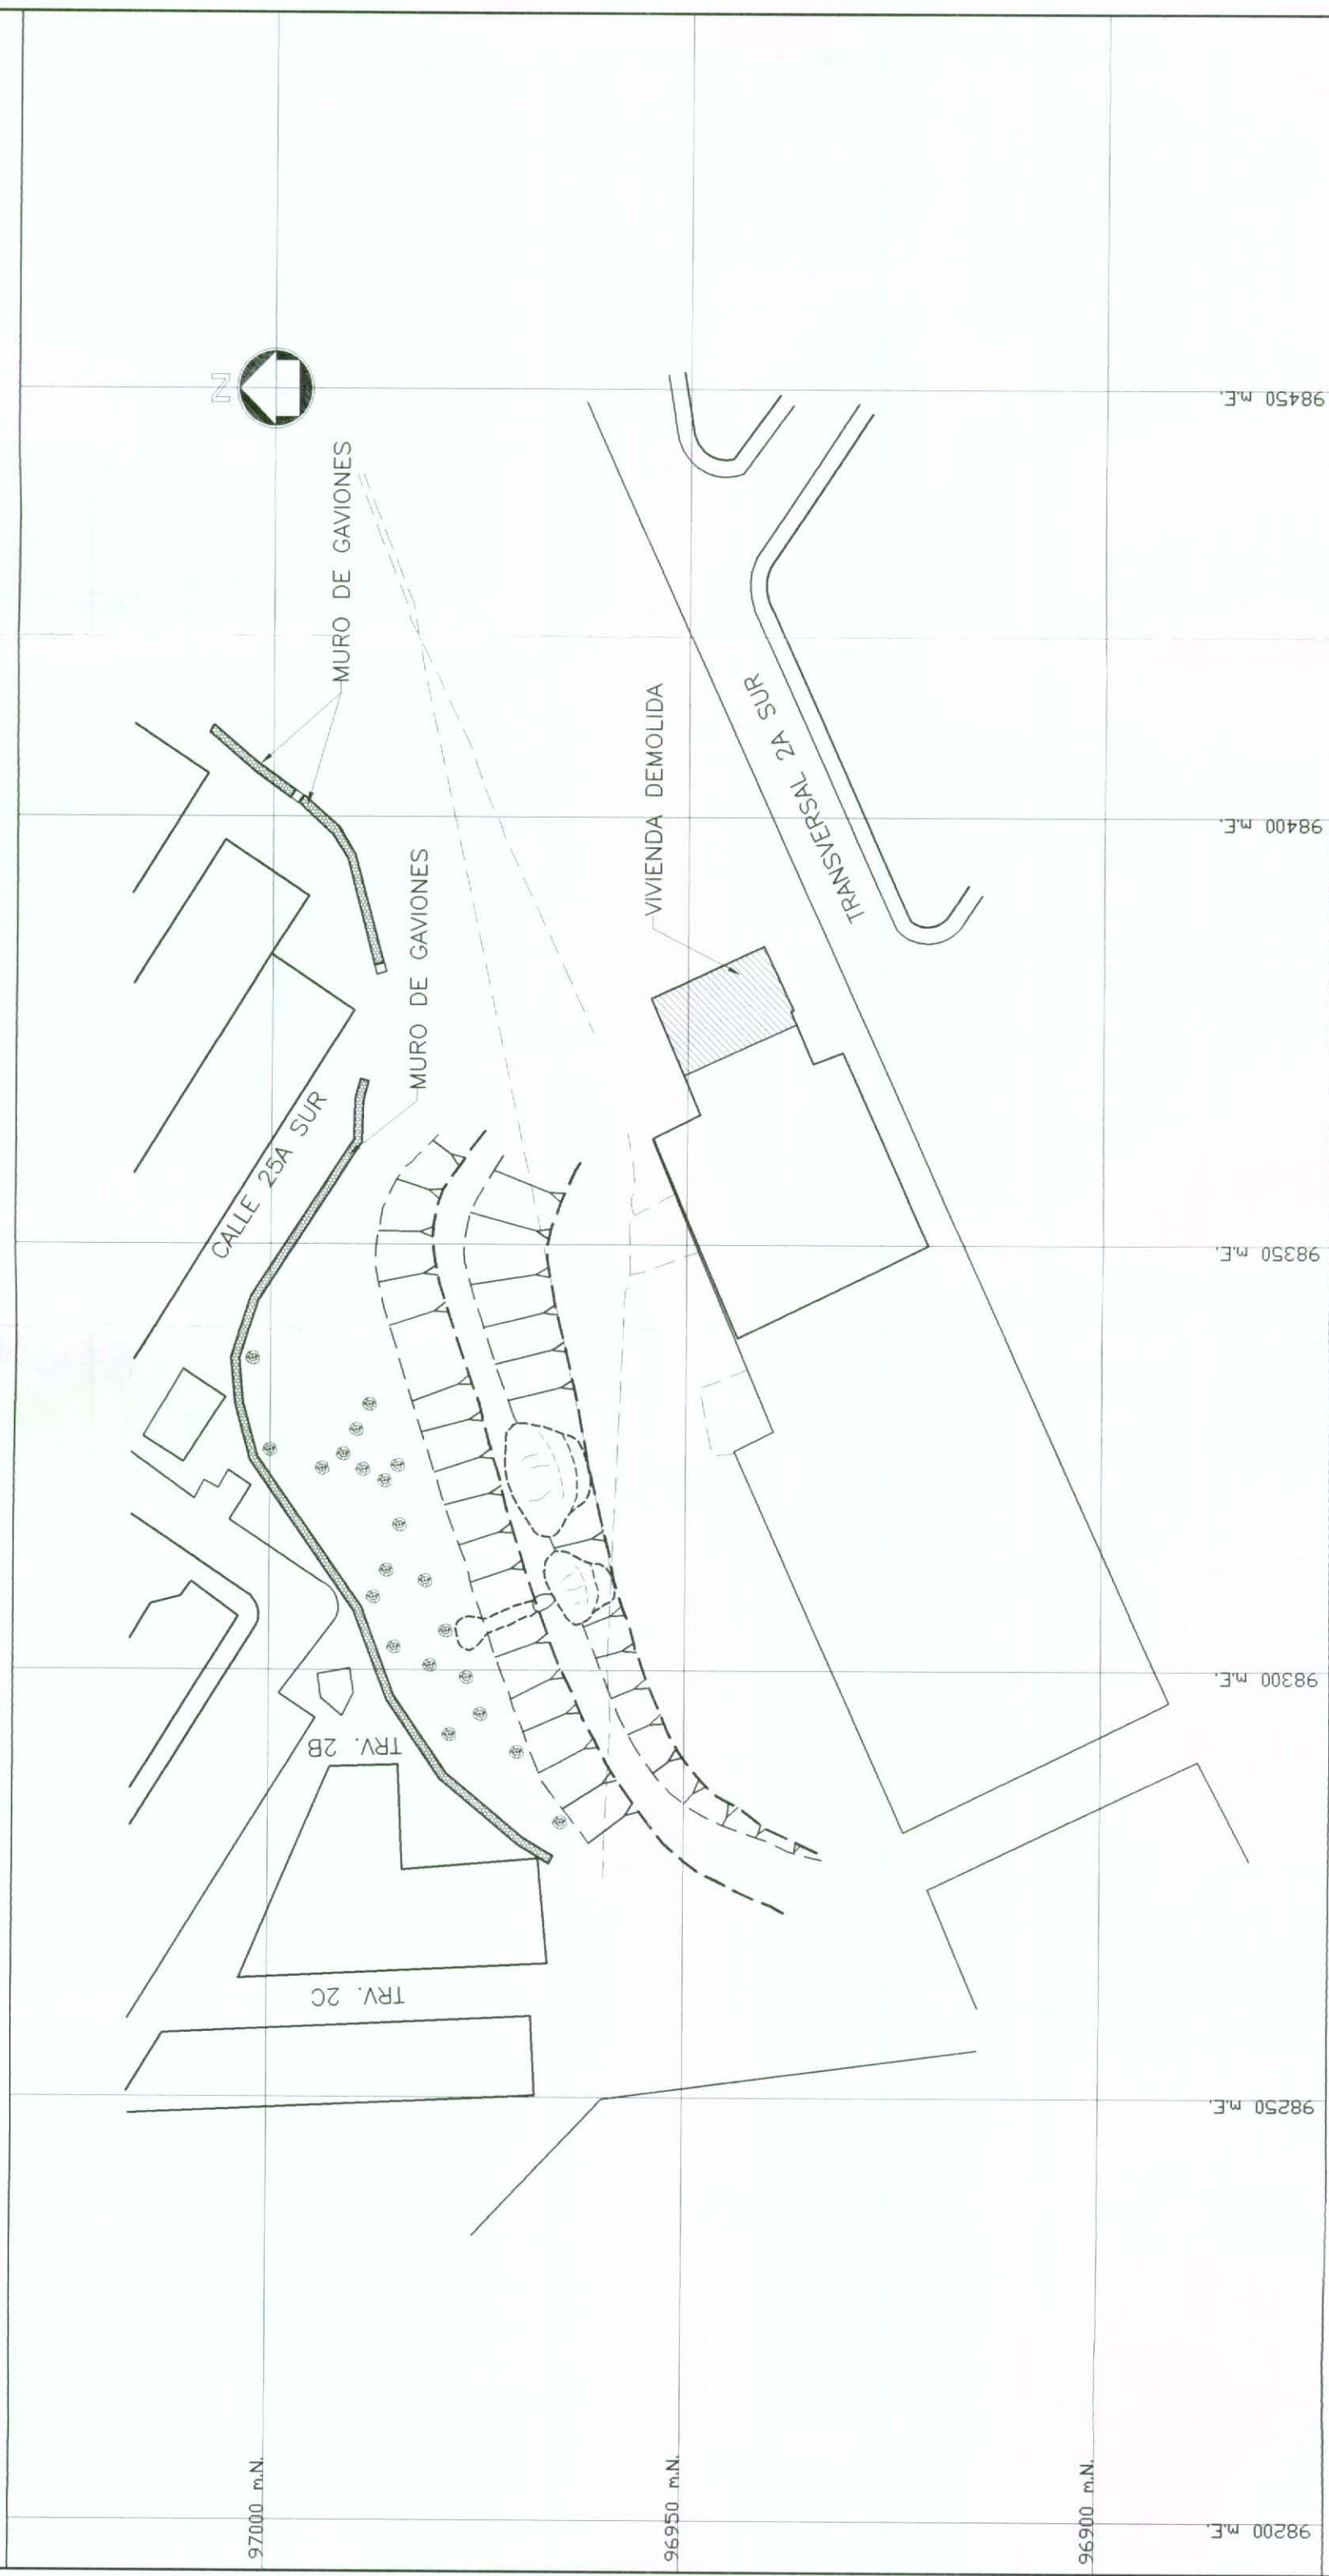 N
MURO DE GAVIONES
MURO DE GAVIONES
VIVIENDA DEMOLIDA
TRANSVERSAL 2A SUR
CALLE 25A SUR
TRV. 2B
TRV. 2C
97000 m.N.
96950 m.N.
96900 m.N.
98450 m.E.
98400 m.E.
98350 m.E.
98300 m.E.
98250 m.E.
98200 m.E.